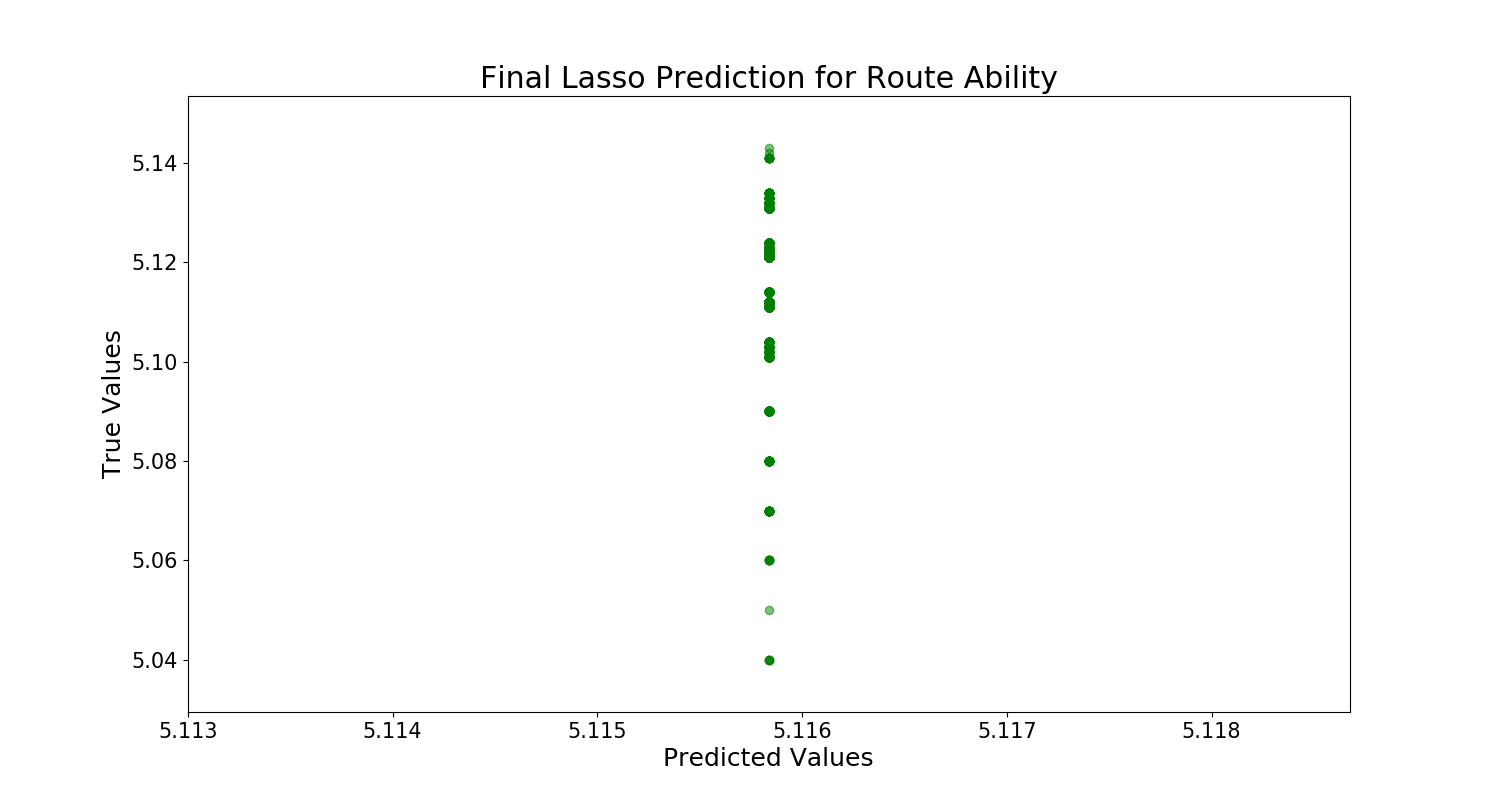 Final Lasso Prediction for Route Ability
5.14
5.12
5.10
5.08
5.06
5.04
True Values
5.113 5.114 5.115 5.116 5.117 5.118
Predicted Values